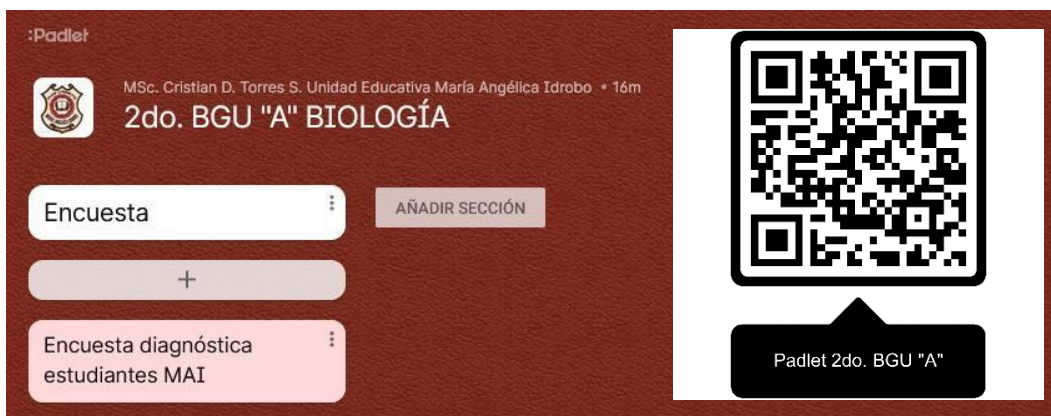 :Padlet
MSc. Cristian D. Torres S. Unidad Educativa María Angélica Idrobo • 16m
2do. BGU "A" BIOLOGÍA
Encuesta
AÑADIR SECCIÓN
+
Encuesta diagnóstica
estudiantes MAI
Padlet 2do. BGU "A"